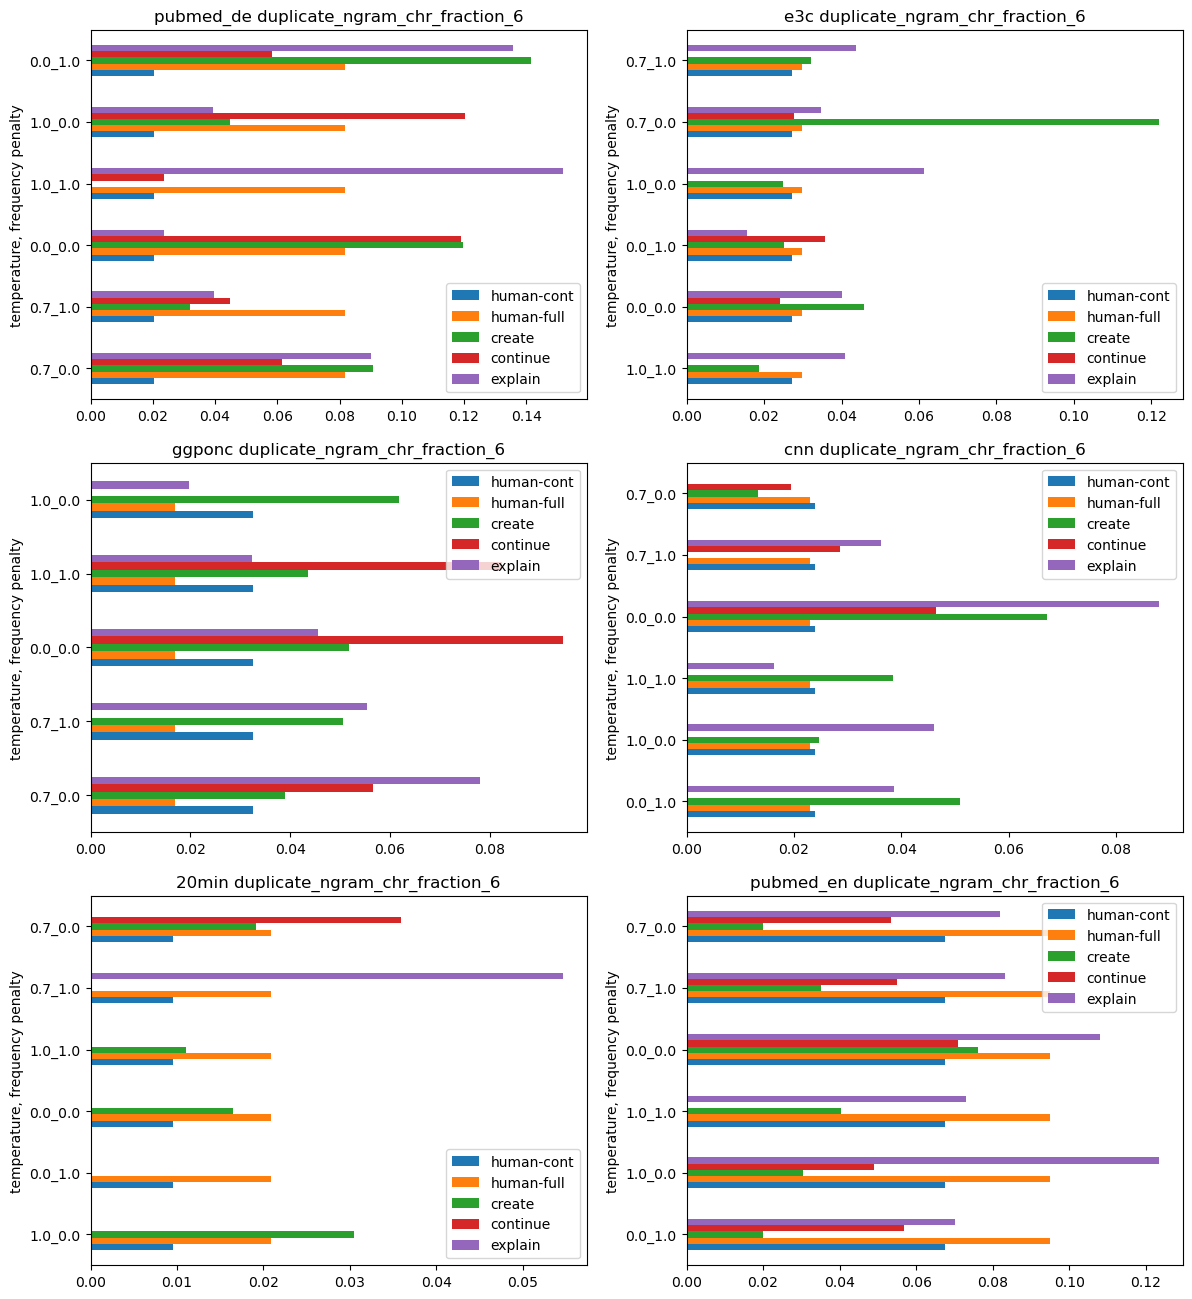 pubmed_de duplicate_ngram_chr_fraction_6
temperature, frequency penalty
0.0_1.0
1.0_0.0
1.0_1.0
0.0_0.0
0.7_1.0
0.7_0.0
0.00 0.02 0.04 0.06 0.08 0.10 0.12 0.14
human-cont
human-full
create
continue
explain
e3c duplicate_ngram_chr_fraction_6
temperature, frequency penalty
0.7_1.0
0.7_0.0
1.0_0.0
0.0_1.0
0.0_0.0
1.0_1.0
0.00 0.02 0.04 0.06 0.08 0.10 0.12
human-cont
human-full
create
continue
explain
ggponc duplicate_ngram_chr_fraction_6
temperature, frequency penalty
1.0_0.0
1.0_1.0
0.0_0.0
0.7_1.0
0.7_0.0
0.00 0.02 0.04 0.06 0.08
human-cont
human-full
create
continue
explain
cnn duplicate_ngram_chr_fraction_6
temperature, frequency penalty
0.7_0.0
0.7_1.0
0.0_0.0
1.0_1.0
1.0_0.0
0.0_1.0
0.00 0.02 0.04 0.06 0.08
human-cont
human-full
create
continue
explain
20min duplicate_ngram_chr_fraction_6
temperature, frequency penalty
0.7_0.0
0.7_1.0
1.0_1.0
0.0_0.0
0.0_1.0
1.0_0.0
0.00 0.01 0.02 0.03 0.04 0.05
human-cont
human-full
create
continue
explain
pubmed_en duplicate_ngram_chr_fraction_6
temperature, frequency penalty
0.7_0.0
0.7_1.0
0.0_0.0
1.0_1.0
1.0_0.0
0.0_1.0
0.00 0.02 0.04 0.06 0.08 0.10 0.12
human-cont
human-full
create
continue
explain